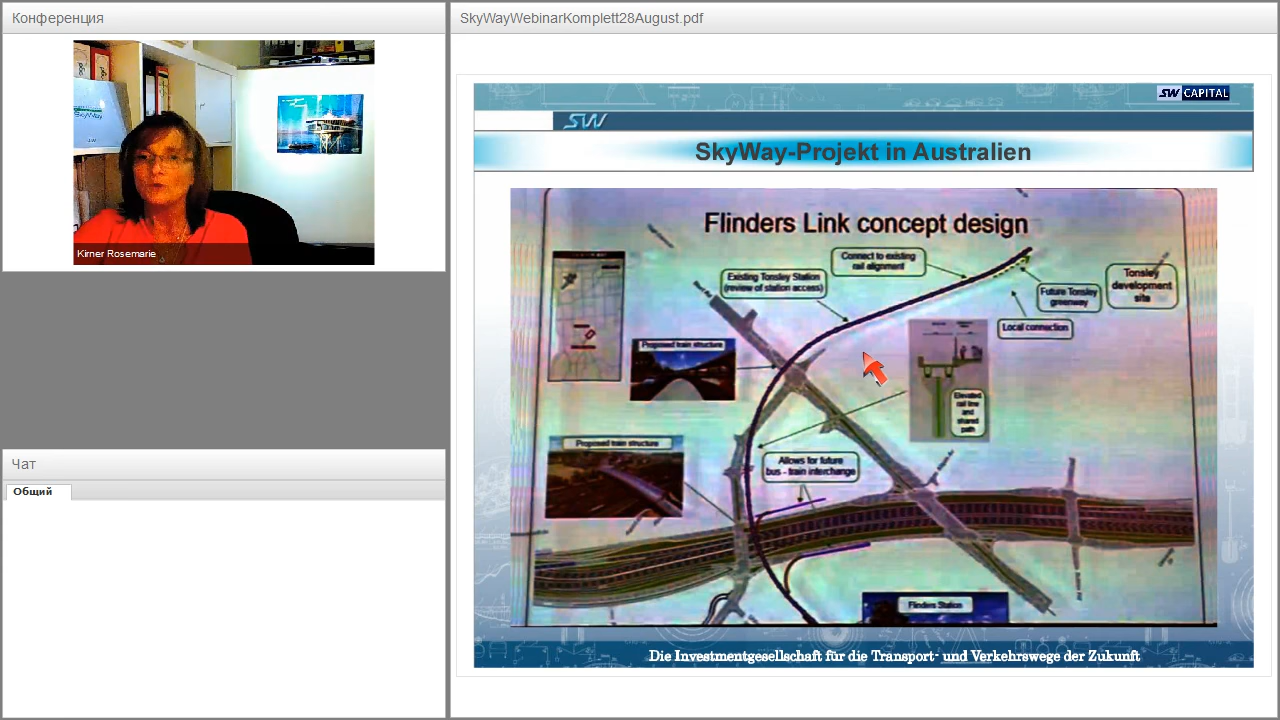 Конференция
SkyWay
Kirner Rosemarie
Чат
Общий
SkyWayWebinarKomplett28August.pdf
SW CAPITAL
SW
SkyWay-Projekt in Australien
Flinders Link concept design
Connect to existing
rail alignment
Existing Tonsley Station
(review of station access)
Tonsley
development
site
Future Tonsley
greenway
Local connection
Proposed train structure
Elevated
rail line
and
shared
path
Proposed train structure
Allows for future
bus - train interchange
Flinders Station
Die Investmentgesellschaft für die Transport- und Verkehrswege der Zukunft